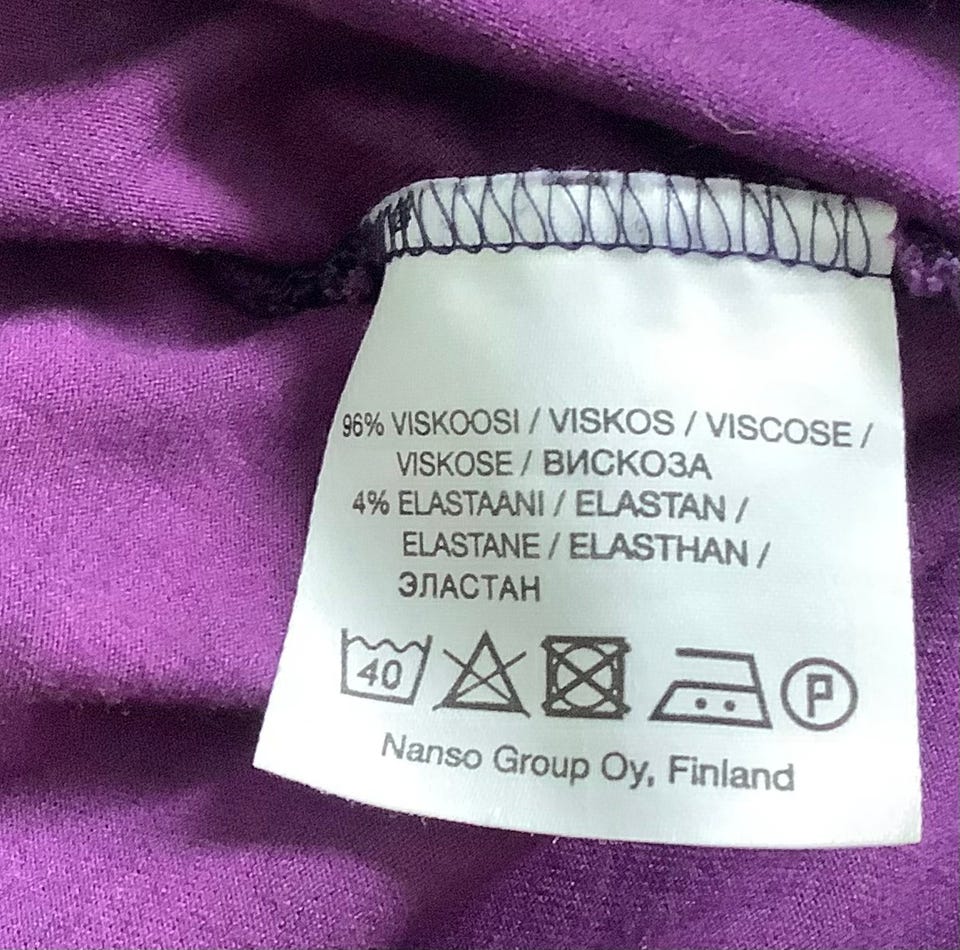 96% VISKOOSI / VISKOS / VISCOSE /
VISKOSE / ВИСКОЗА
4% ELASTAANI / ELASTAN /
ELASTANE / ELASTHAN /
ЭЛАСТАН
40 P
Nanso Group Oy, Finland